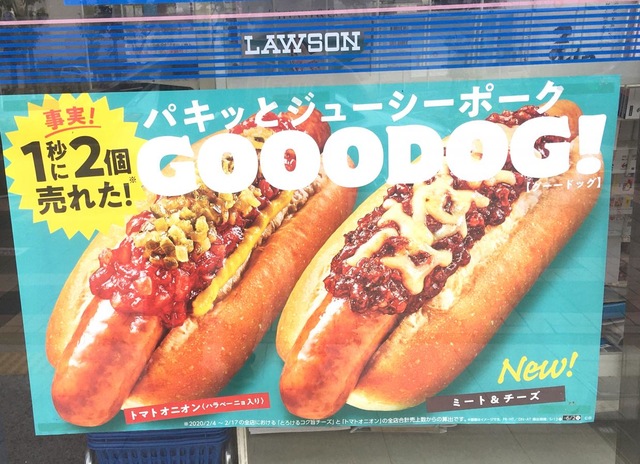 LAWSON
事実!
1秒に2個
売れた!※
パキッとジューシーポーク
GOOODOG!
【グードッグ】
New!
トマトオニオン(ハラペーニョ入り)
ミート&チーズ